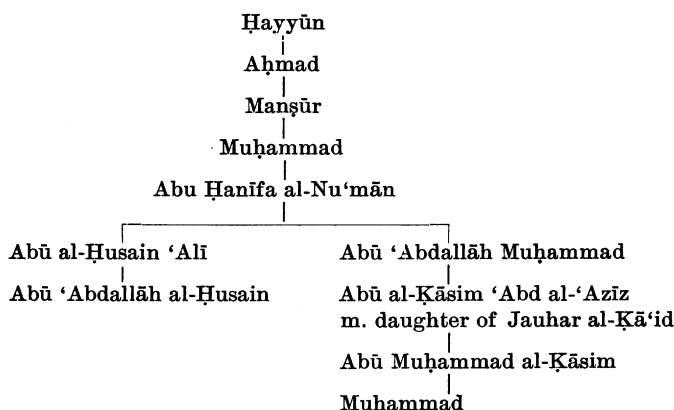 Ḥayyūn
Aḥmad
Manṣūr
Muḥammad
Abu Ḥanīfa al-Nu‘mān
Abū al-Ḥusain ‘Alī
Abū ‘Abdallāh Muḥammad
Abū ‘Abdallāh al-Ḥusain
Abū al-Ḳāsim ‘Abd al-‘Azīz
m. daughter of Jauhar al-Ḳā‘id
Abū Muḥammad al-Ḳāsim
Muḥammad